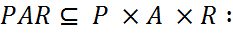 PAR ⊆ P × A × R :